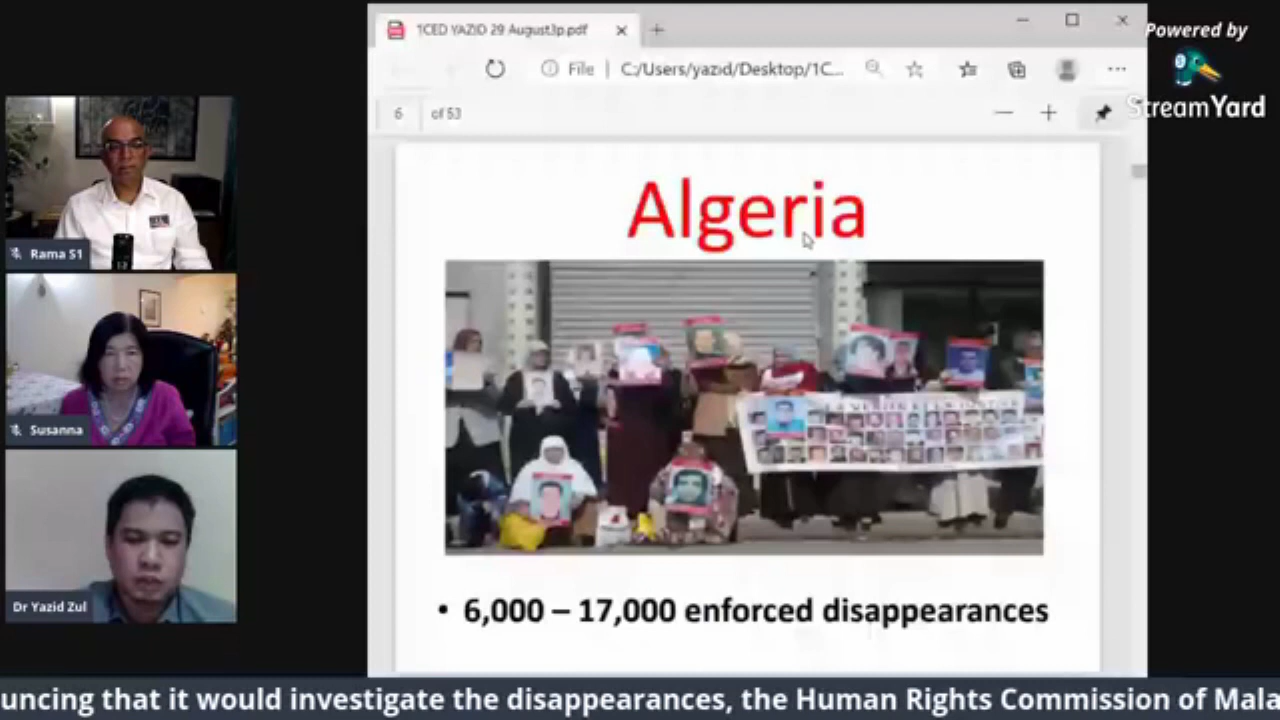 1CED YAZID 29 August3p.pdf
Powered by
File
C:/Users/yazid/Desktop/1C...
StreamYard
6 of 53
Algeria
Rama S1
Susanna
Dr Yazid Zul
• 6,000 – 17,000 enforced disappearances
uncing that it would investigate the disappearances, the Human Rights Commission of Mala